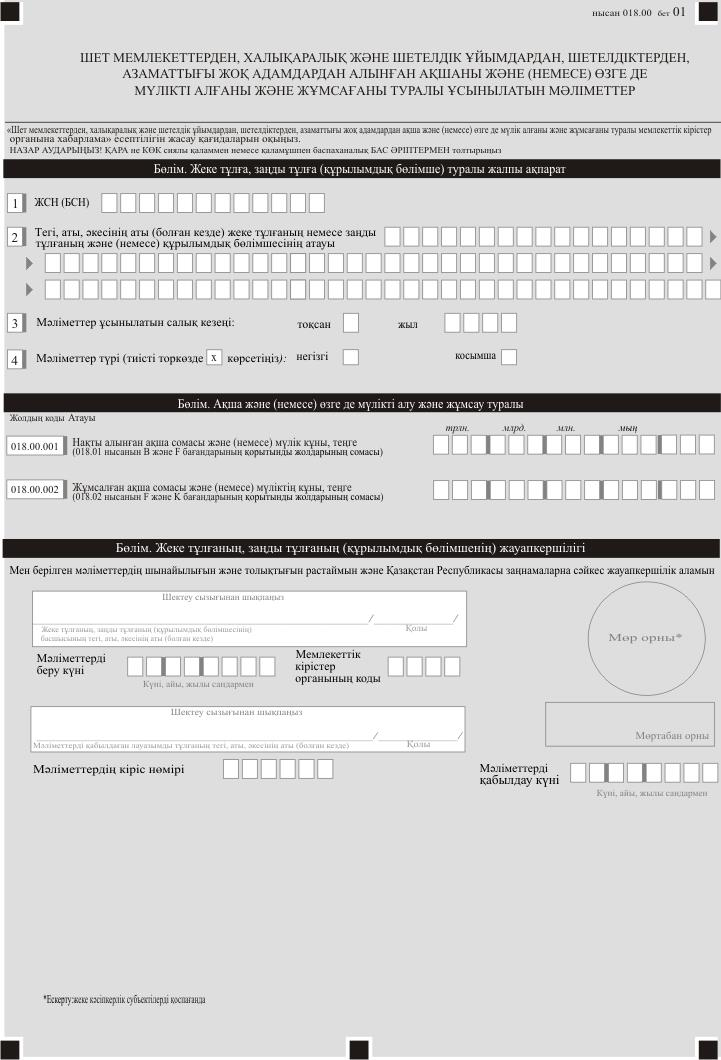 нысан 018.00 бет 01
ШЕТ МЕМЛЕКЕТТЕРДЕН, ХАЛЫҚАРАЛЫҚ ЖӘНЕ ШЕТЕЛДІК ҰЙЫМДАРДАН, ШЕТЕЛДІКТЕРДЕН,
АЗАМАТТЫҒЫ ЖОҚ АДАМДАРДАН АЛЫНҒАН АҚШАНЫ ЖӘНЕ (НЕМЕСЕ) ӨЗГЕ ДЕ
МҮЛІКТІ АЛҒАНЫ ЖӘНЕ ЖҰМСАҒАНЫ ТУРАЛЫ ҰСЫНЫЛАТЫН МӘЛІМЕТТЕР
«Шет мемлекеттерден, халықаралық және шетелдік ұйымдардан, шетелдіктерден, азаматтығы жоқ адамдардан ақша және (немесе) өзге де мүлік алғаны және жұмсағаны туралы мемлекеттік кірістер
органына хабарлама» есептілігін жасау қағидаларын оқыңыз.
НАЗАР АУДАРЫҢЫЗ! ҚАРА не КӨК сиялы қаламмен немесе қаламұшпен баспаханалық БАС ӘРІПТЕРМЕН толтырыңыз
Бөлім. Жеке тұлға, заңды тұлға (құрылымдық бөлімше) туралы жалпы ақпарат
1 ЖСН (БСН)
2 Тегі, аты, әкесінің аты (болған кезде) жеке тұлғаның немесе заңды
тұлғаның және (немесе) құрылымдық бөлімшесінің атауы
3 Мәліметтер ұсынылатын салық кезеңі: тоқсан жыл
4 Мәліметтер түрі (тиісті торкөзде x көрсетіңіз): негізгі косымша
Бөлім. Ақша және (немесе) өзге де мүлікті алу және жұмсау туралы
Жолдың коды Атауы
трлн. млрд. млн. мың
018.00.001 Нақты алынған ақша сомасы және (немесе) мүлік құны, теңге
(018.01 нысанын В және F бағандарының қорытынды жолдарының сомасы)
018.00.002 Жұмсалған ақша сомасы және (немесе) мүліктің құны, теңге
(018.02 нысанын F және K бағандарының қорытынды жолдарының сомасы)
Бөлім. Жеке тұлғаның, заңды тұлғаның (құрылымдық бөлімшенің) жауапкершілігі
Мен берілген мәліметтердің шынайылығын және толықтығын растаймын және Қазақстан Республикасы заңнамаларна сәйкес жауапкершілік аламын
Шектеу сызығынан шықпаңыз
/ /
Жеке тұлғаның, заңды тұлғаның (құрылымдық бөлімшесінің)
басшысының тегі, аты, әкесінің аты (болған кезде)
Қолы
Мөр орны*
Мәліметтерді
беру күні
Күні, айы, жылы сандармен
Мемлекеттік
кірістер
органының коды
Шектеу сызығынан шықпаңыз
/ /
Мәліметтерді қабылдаған лауазымды тұлғаның тегі, аты, әкесінің аты (болған кезде) Қолы
Мөртабан орны
Мәліметтердің кіріс нөмірі
Мәліметтерді
қабылдау күні
Күні, айы, жылы сандармен
*Ескерту:жеке кәсіпкерлік субъектілерді қоспағанда